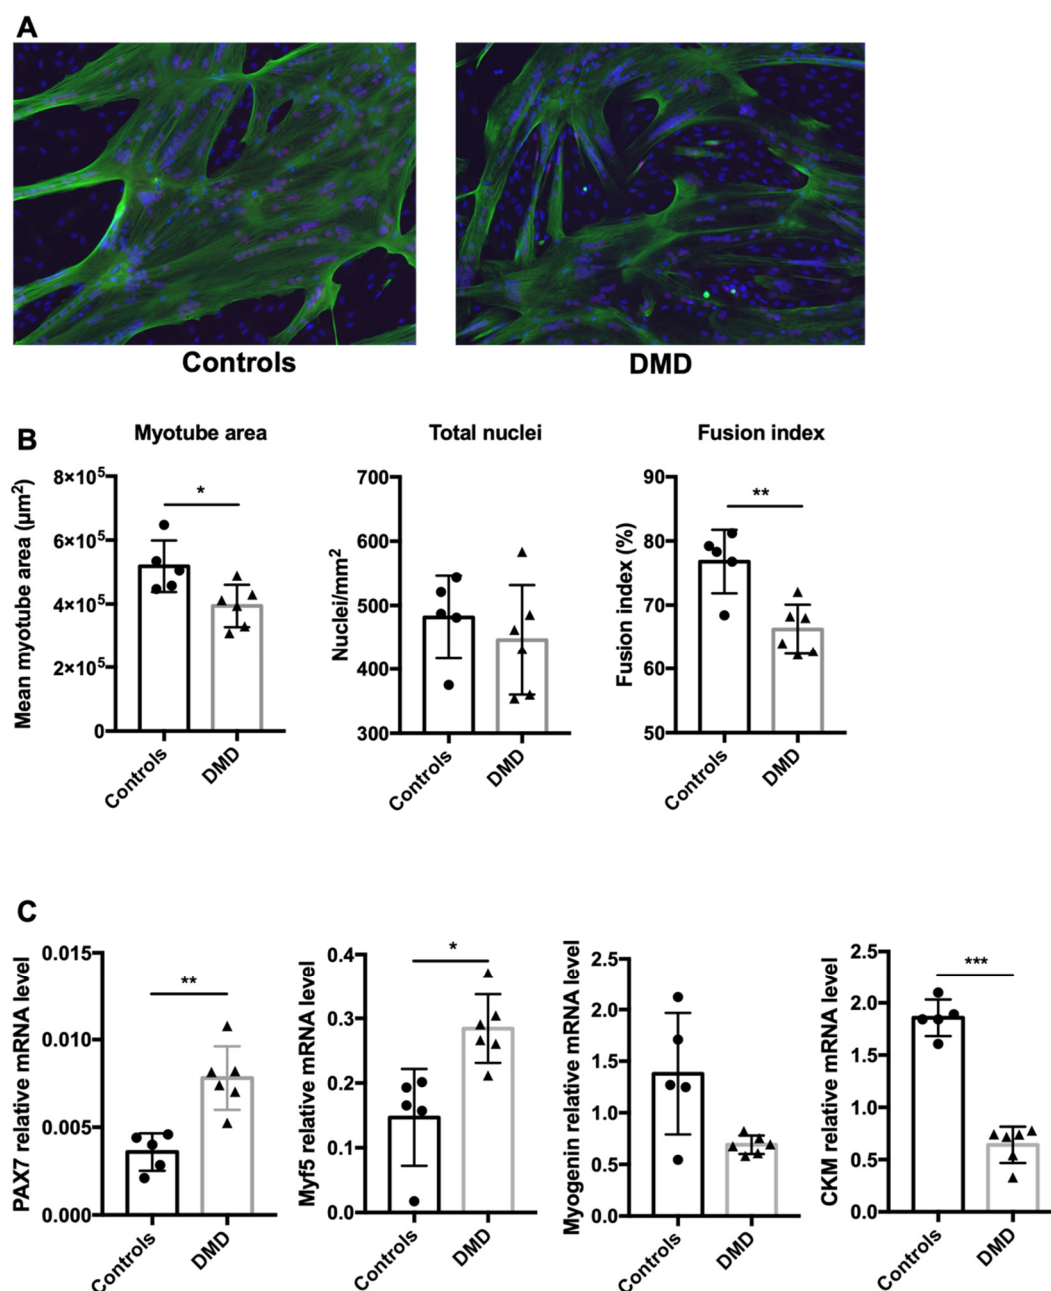 A
Controls
DMD
B
Myotube area
Total nuclei
Fusion index
Mean myotube area (µm²)
8×10⁵
6×10⁵
4×10⁵
2×10⁵
0
*
Controls
DMD
Nuclei/mm²
700
600
500
400
300
Controls
DMD
Fusion index (%)
90
80
70
60
50
**
Controls
DMD
C
PAX7 relative mRNA level
0.015
0.010
0.005
0.000
**
Controls
DMD
Myf5 relative mRNA level
0.4
0.3
0.2
0.1
0.0
*
Controls
DMD
Myogenin relative mRNA level
2.5
2.0
1.5
1.0
0.5
0.0
Controls
DMD
CKM relative mRNA level
2.5
2.0
1.5
1.0
0.5
0.0
***
Controls
DMD